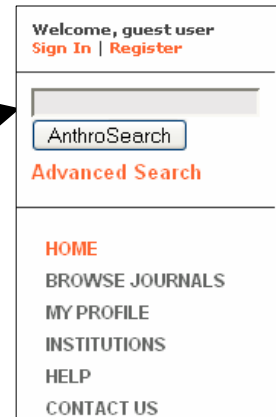 Welcome, guest user
Sign In | Register
AnthroSearch
Advanced Search
HOME
BROWSE JOURNALS
MY PROFILE
INSTITUTIONS
HELP
CONTACT US